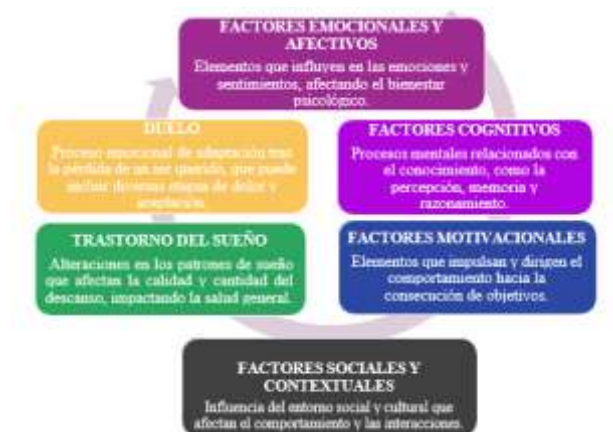 FACTORES EMOCIONALES Y
AFECTIVOS
Elementos que influyen en las emociones y
sentimientos, afectando el bienestar
psicológico.
DUELO
Proceso emocional de adaptación tras
la pérdida de un ser querido, que puede
incluir diversas etapas de dolor y
aceptación.
FACTORES COGNITIVOS
Procesos mentales relacionados con
el conocimiento, como la
percepción, memoria y
razonamiento.
TRASTORNO DEL SUEÑO
Alteraciones en los patrones de sueño
que afectan la calidad y cantidad del
descanso, impactando la salud general.
FACTORES MOTIVACIONALES
Elementos que impulsan y dirigen el
comportamiento hacia la
consecución de objetivos.
FACTORES SOCIALES Y
CONTEXTUALES
Influencia del entorno social y cultural que
afectan el comportamiento y las interacciones.